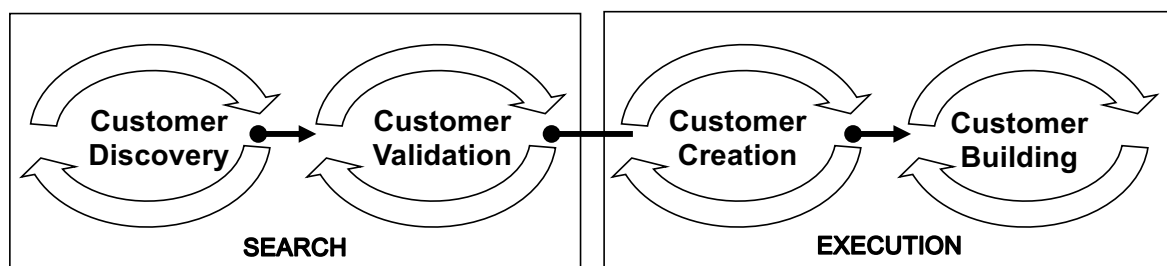 Customer
Discovery
Customer
Validation
Customer
Creation
Customer
Building
SEARCH
EXECUTION